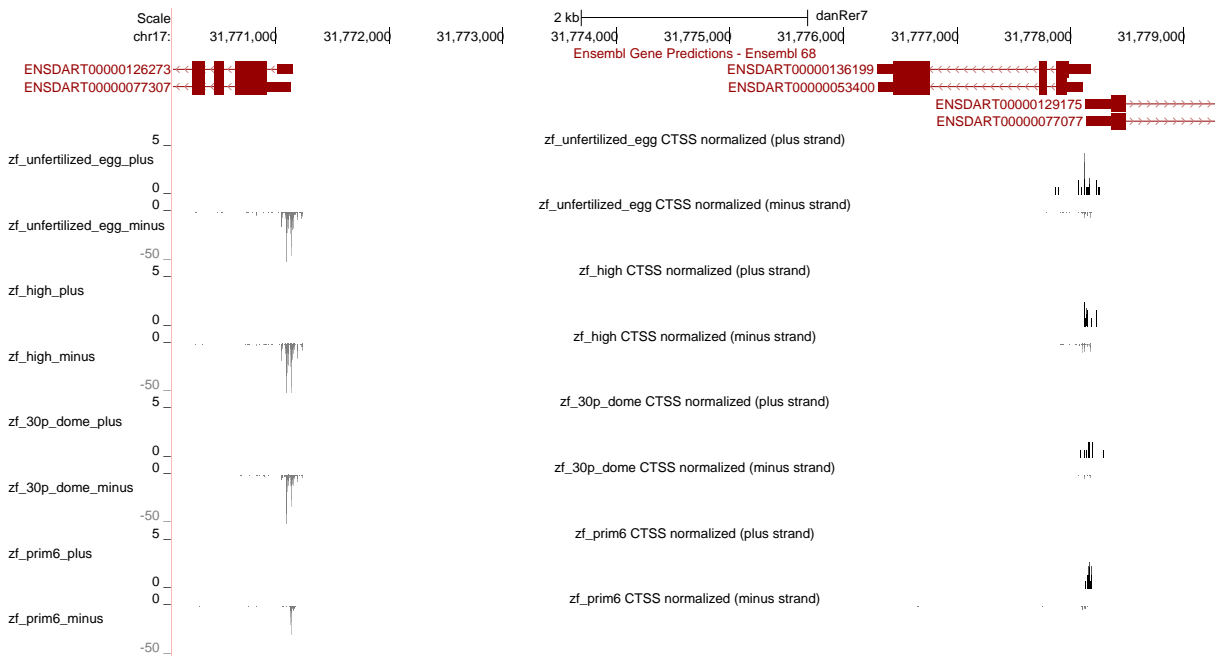 Scale 2 kb danRer7
chr17: 31,771,000 31,772,000 31,773,000 31,774,000 31,775,000 31,776,000 31,777,000 31,778,000 31,779,000
Ensembl Gene Predictions - Ensembl 68
ENSDART00000126273 ENSDART00000136199
ENSDART00000077307 ENSDART00000053400
ENSDART00000129175
ENSDART00000077077
zf_unfertilized_egg CTSS normalized (plus strand)
5
zf_unfertilized_egg_plus
0
zf_unfertilized_egg CTSS normalized (minus strand)
0
zf_unfertilized_egg_minus
-50
zf_high CTSS normalized (plus strand)
5
zf_high_plus
0
zf_high CTSS normalized (minus strand)
0
zf_high_minus
-50
zf_30p_dome CTSS normalized (plus strand)
5
zf_30p_dome_plus
0
zf_30p_dome CTSS normalized (minus strand)
0
zf_30p_dome_minus
-50
zf_prim6 CTSS normalized (plus strand)
5
zf_prim6_plus
0
zf_prim6 CTSS normalized (minus strand)
0
zf_prim6_minus
-50